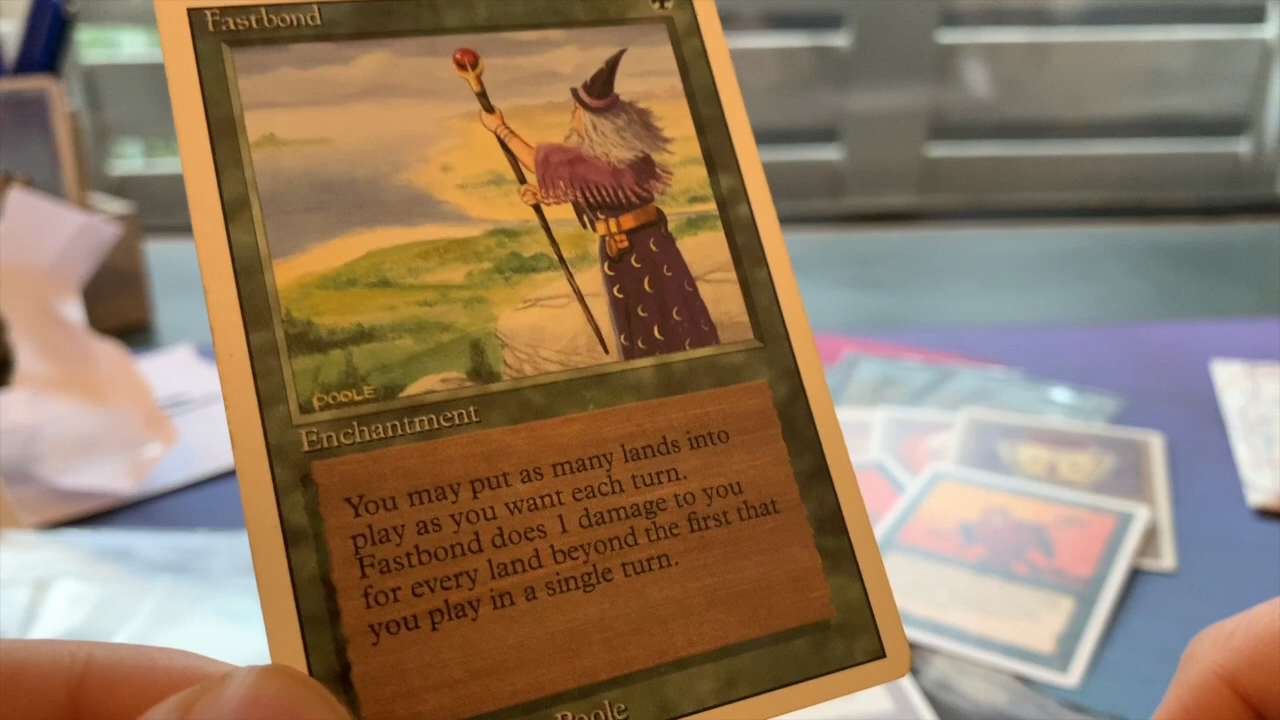 Fastbond
POOLE
Enchantment
You may put as many lands into
play as you want each turn.
Fastbond does 1 damage to you
for every land beyond the first that
you play in a single turn.
Poole